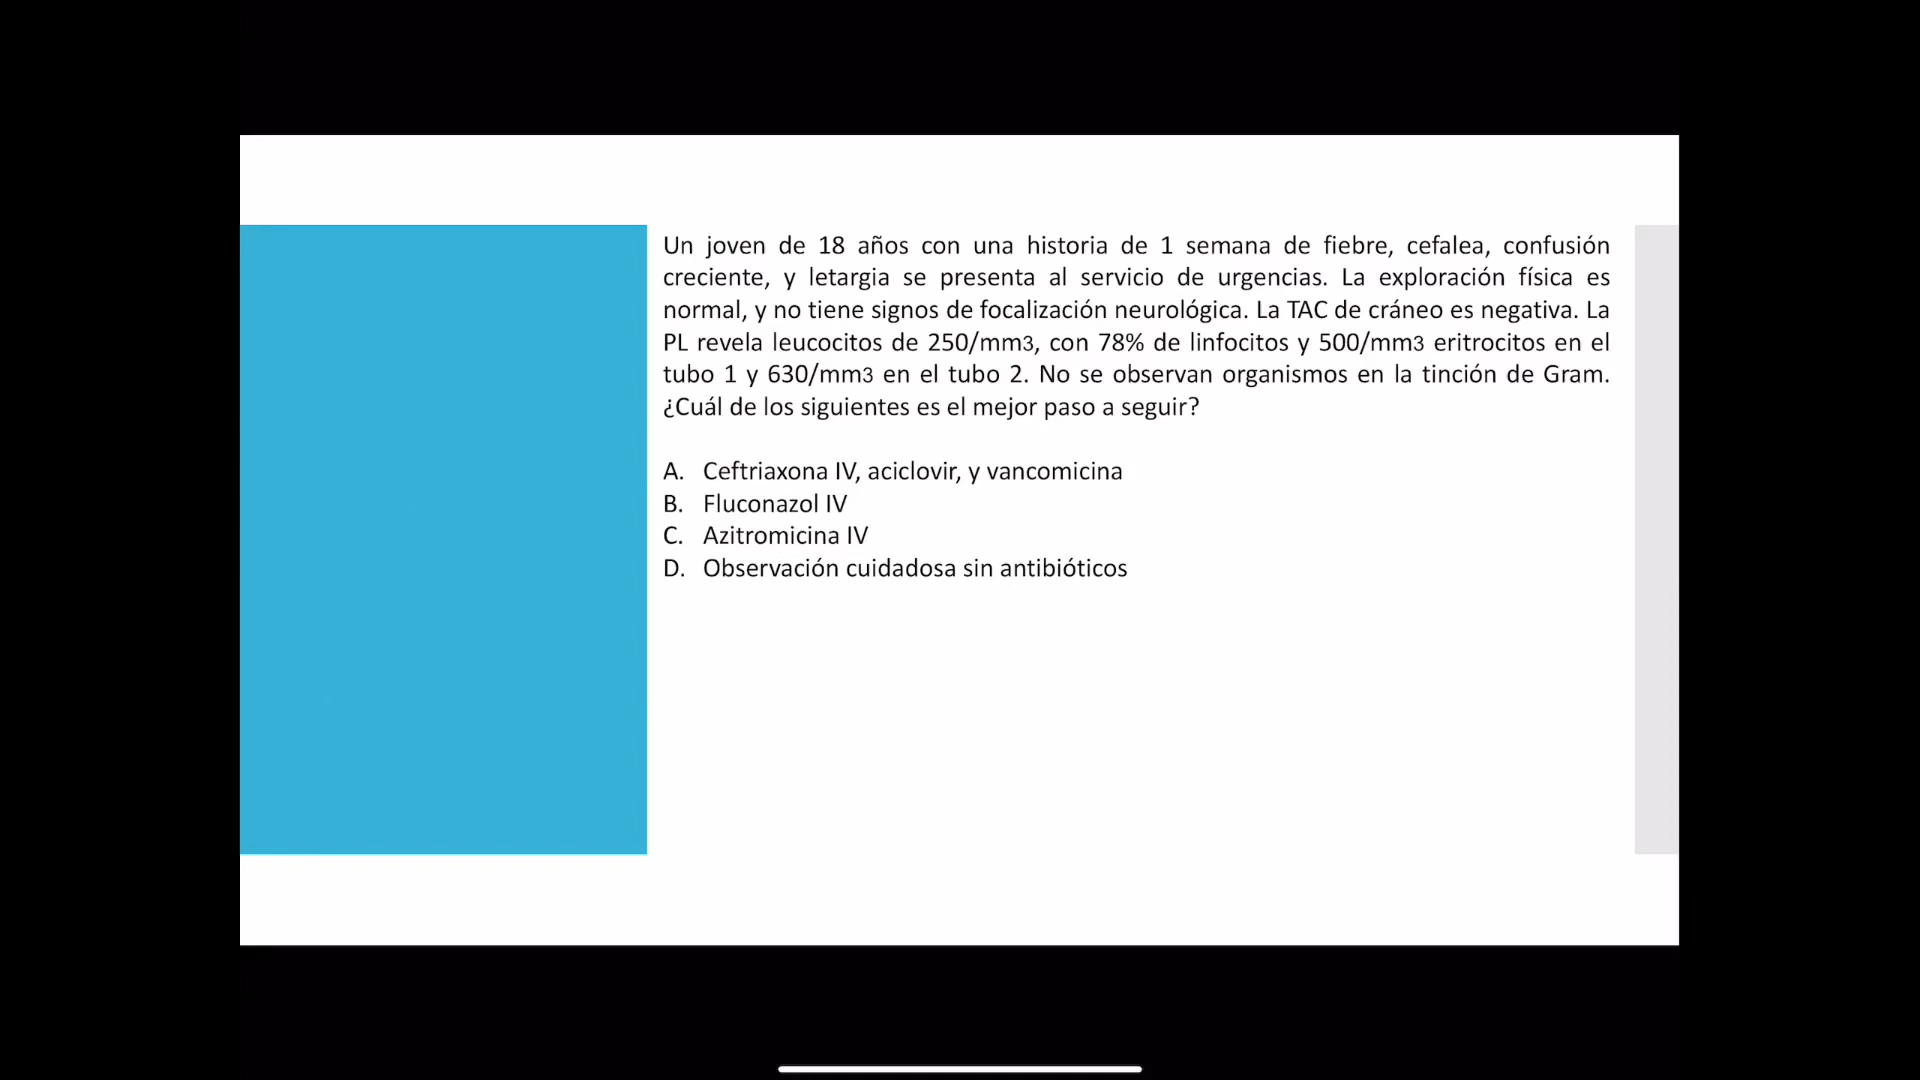 Un joven de 18 años con una historia de 1 semana de fiebre, cefalea, confusión
creciente, y letargia se presenta al servicio de urgencias. La exploración física es
normal, y no tiene signos de focalización neurológica. La TAC de cráneo es negativa. La
PL revela leucocitos de 250/mm3, con 78% de linfocitos y 500/mm3 eritrocitos en el
tubo 1 y 630/mm3 en el tubo 2. No se observan organismos en la tinción de Gram.
¿Cuál de los siguientes es el mejor paso a seguir?
A. Ceftriaxona IV, aciclovir, y vancomicina
B. Fluconazol IV
C. Azitromicina IV
D. Observación cuidadosa sin antibióticos